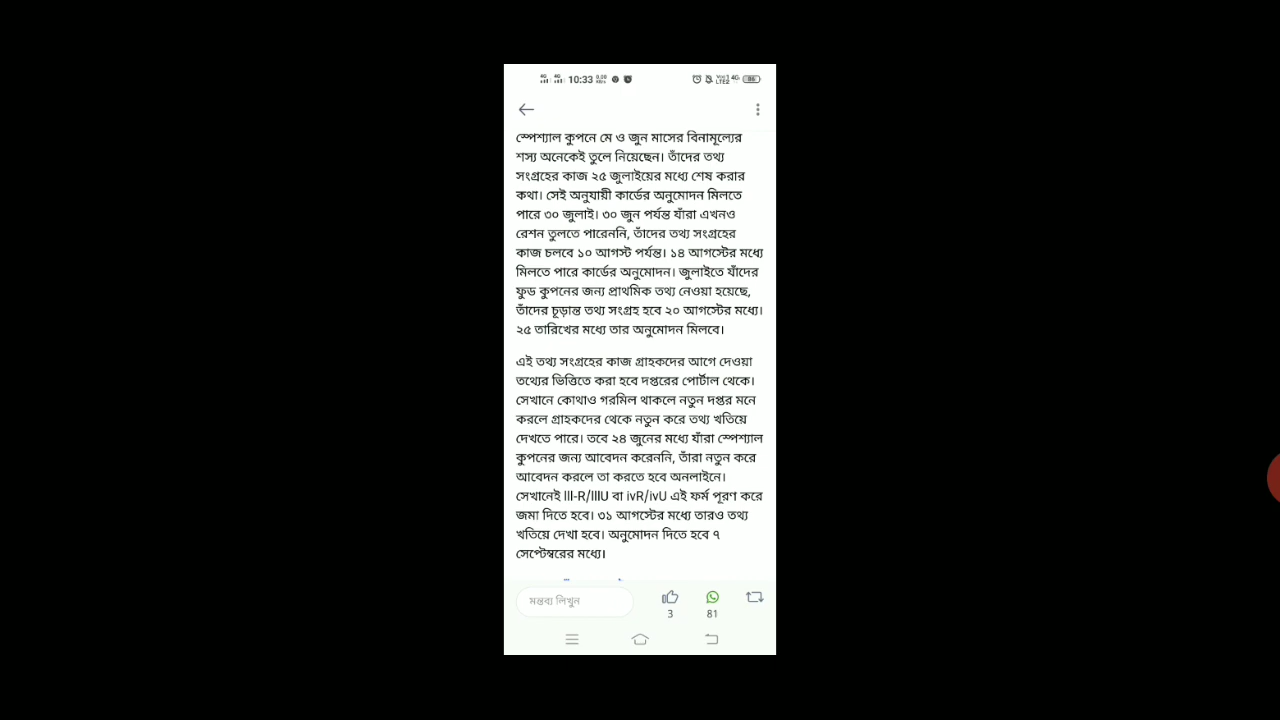 10:33
4G
স্পেশ্যাল কুপনে মে ও জুন মাসের বিনামূল্যের
শস্য অনেকেই তুলে নিয়েছেন। তাঁদের তথ্য
সংগ্রহের কাজ ২৫ জুলাইয়ের মধ্যে শেষ করার
কথা। সেই অনুযায়ী কার্ডের অনুমোদন মিলতে
পারে ৩০ জুলাই। ৩০ জুন পর্যন্ত যাঁরা এখনও
রেশন তুলতে পারেননি, তাঁদের তথ্য সংগ্রহের
কাজ চলবে ১০ আগস্ট পর্যন্ত। ১৪ আগস্টের মধ্যে
মিলতে পারে কার্ডের অনুমোদন। জুলাইতে যাঁদের
ফুড কুপনের জন্য প্রাথমিক তথ্য নেওয়া হয়েছে,
তাঁদের চূড়ান্ত তথ্য সংগ্রহ হবে ২০ আগস্টের মধ্যে।
২৫ তারিখের মধ্যে তার অনুমোদন মিলবে।
এই তথ্য সংগ্রহের কাজ গ্রাহকদের আগে দেওয়া
তথ্যের ভিত্তিতে করা হবে দপ্তরের পোর্টাল থেকে।
সেখানে কোথাও গরমিল থাকলে নতুন দপ্তর মনে
করলে গ্রাহকদের থেকে নতুন করে তথ্য খতিয়ে
দেখতে পারে। তবে ২৪ জুনের মধ্যে যাঁরা স্পেশ্যাল
কুপনের জন্য আবেদন করেননি, তাঁরা নতুন করে
আবেদন করলে তা করতে হবে অনলাইনে।
সেখানেই lll-R/lllU বা ivR/ivU এই ফর্ম পূরণ করে
জমা দিতে হবে। ৩১ আগস্টের মধ্যে তারও তথ্য
খতিয়ে দেখা হবে। অনুমোদন দিতে হবে ৭
সেপ্টেম্বরের মধ্যে।
মন্তব্য লিখুন
3
81